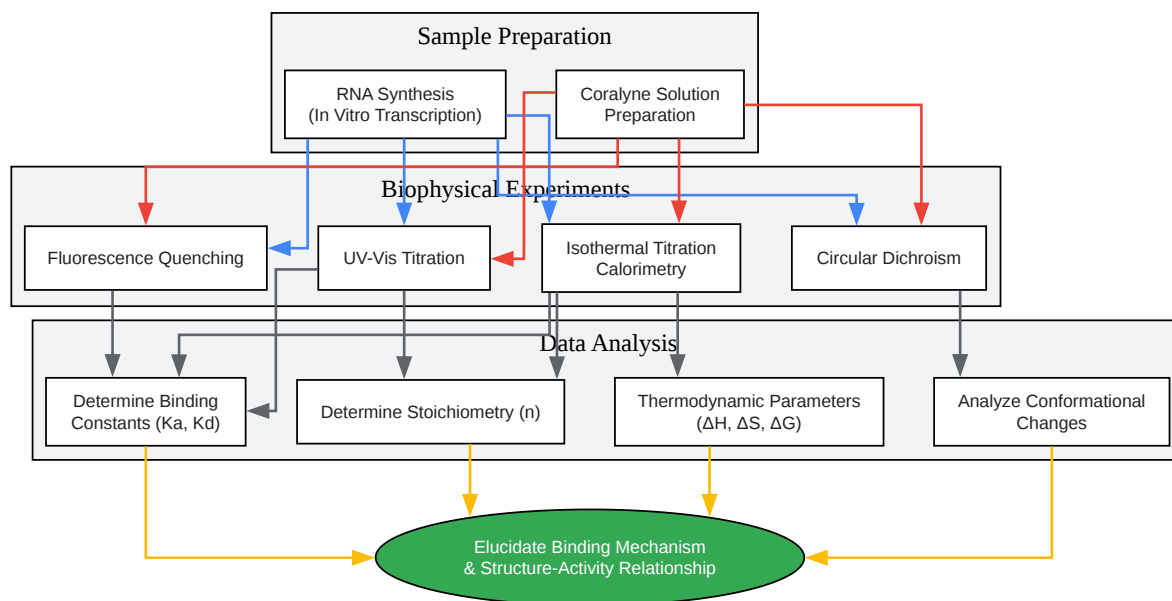 Sample Preparation
RNA Synthesis
(In Vitro Transcription)
Coralyne Solution
Preparation
Biophysical Experiments
Fluorescence Quenching
UV-Vis Titration
Isothermal Titration
Calorimetry
Circular Dichroism
Data Analysis
Determine Binding
Constants (Ka, Kd)
Determine Stoichiometry (n)
Thermodynamic Parameters
(ΔH, ΔS, ΔG)
Analyze Conformational
Changes
Elucidate Binding Mechanism
& Structure-Activity Relationship